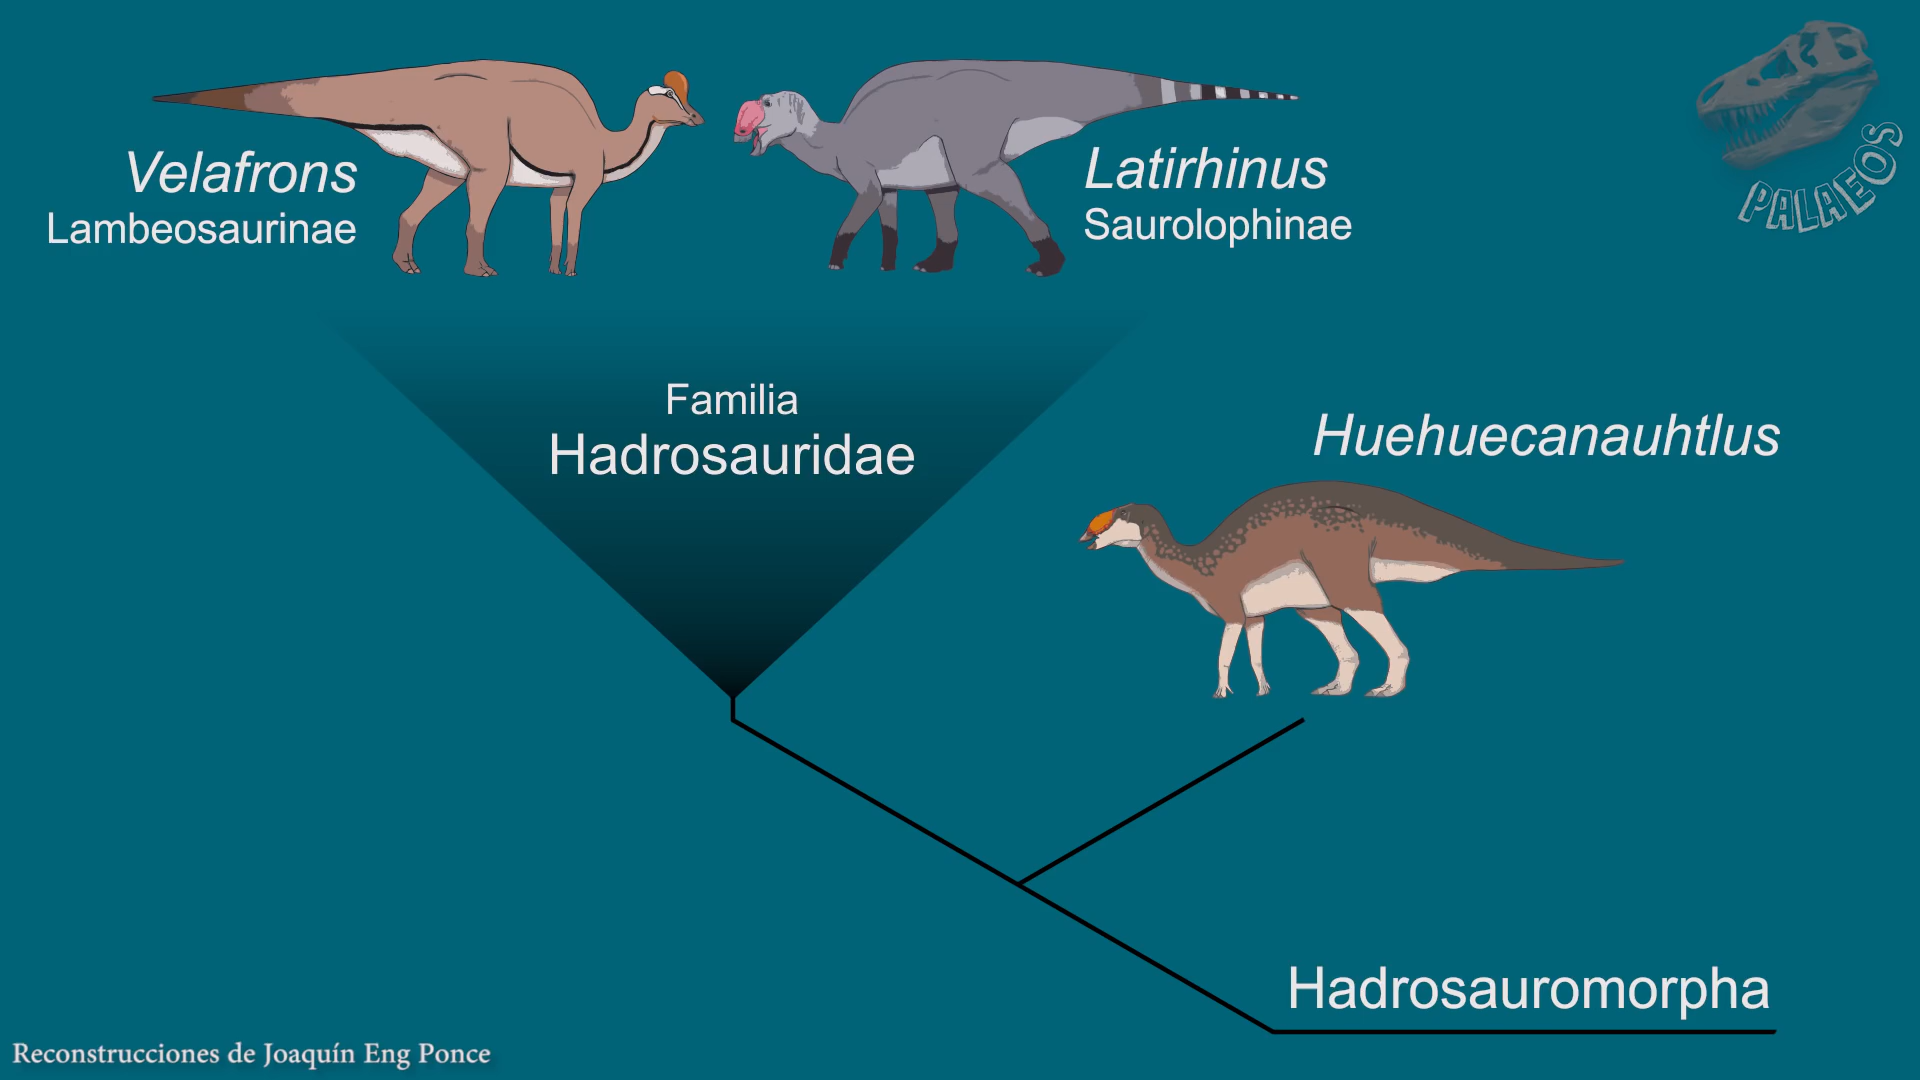 Velafrons
Lambeosaurinae
Latirhinus
Saurolophinae
PALAEOS
Familia
Hadrosauridae
Huehuecanauhtlus
Hadrosauromorpha
Reconstrucciones de Joaquín Eng Ponce